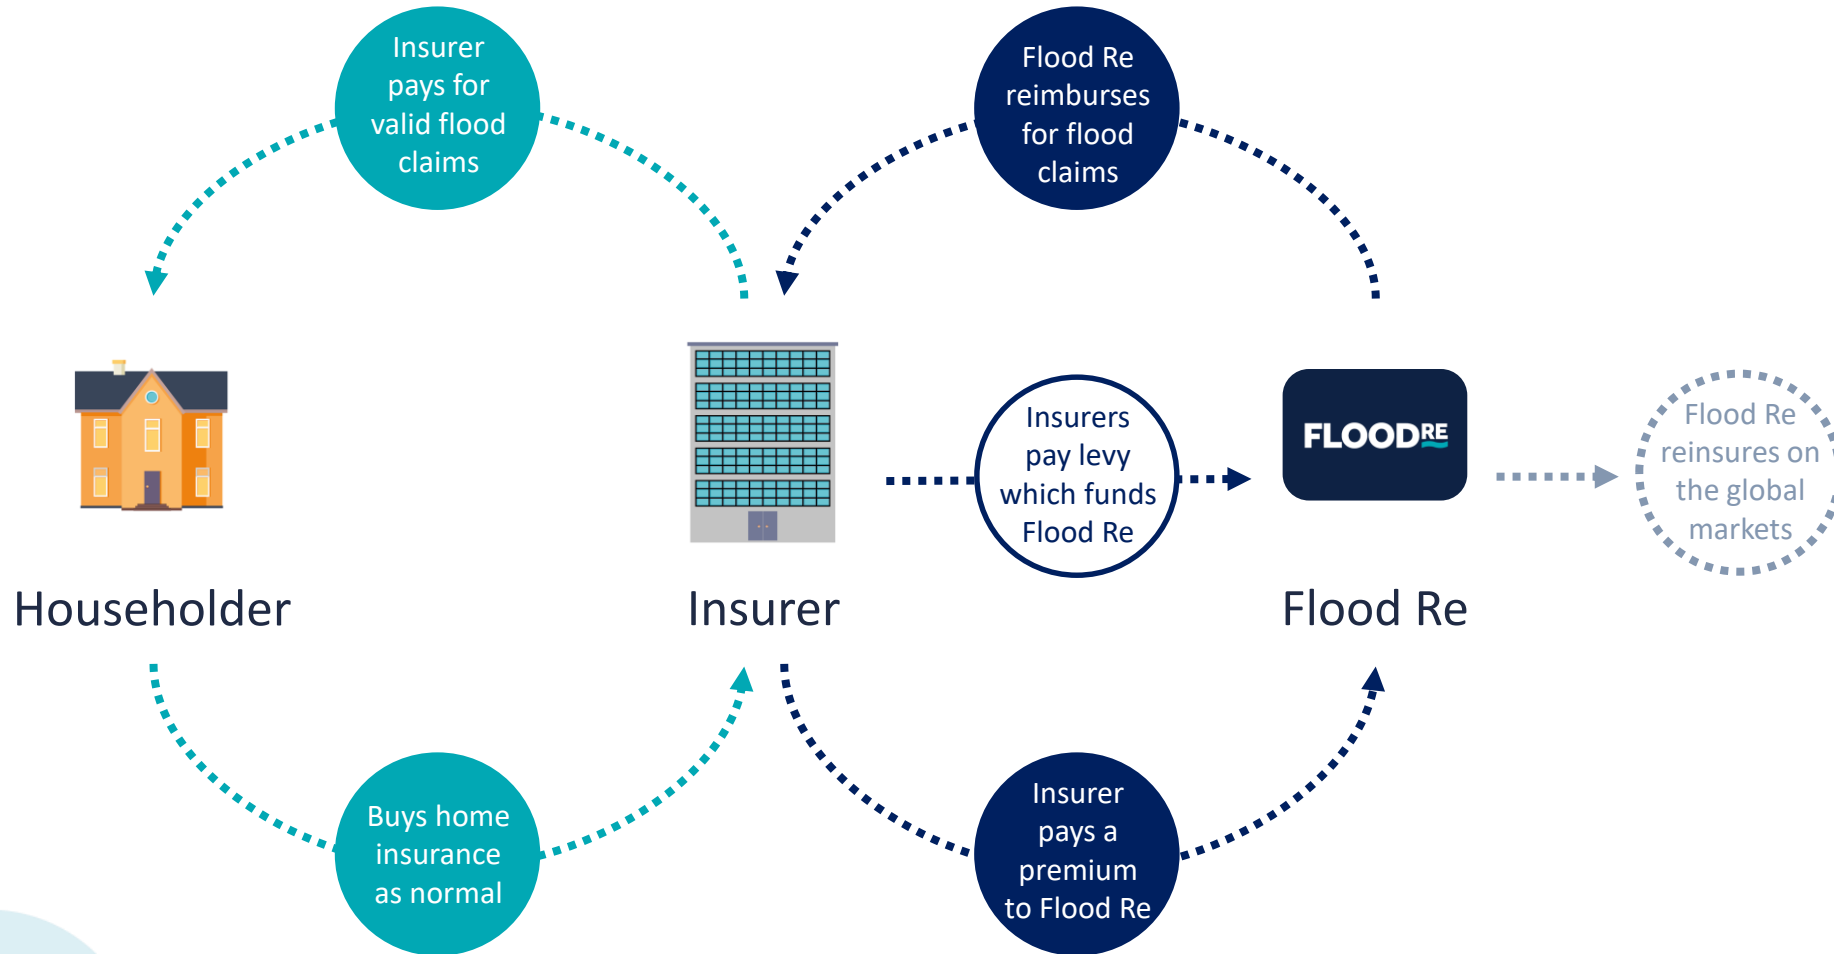 Insurer
pays for
valid flood
claims
Flood Re
reimburses
for flood
claims
Insurers
pay levy
which funds
Flood Re
FLOODRE
Flood Re
reinsures on
the global
markets
Householder
Insurer
Flood Re
Buys home
insurance
as normal
Insurer
pays a
premium
to Flood Re